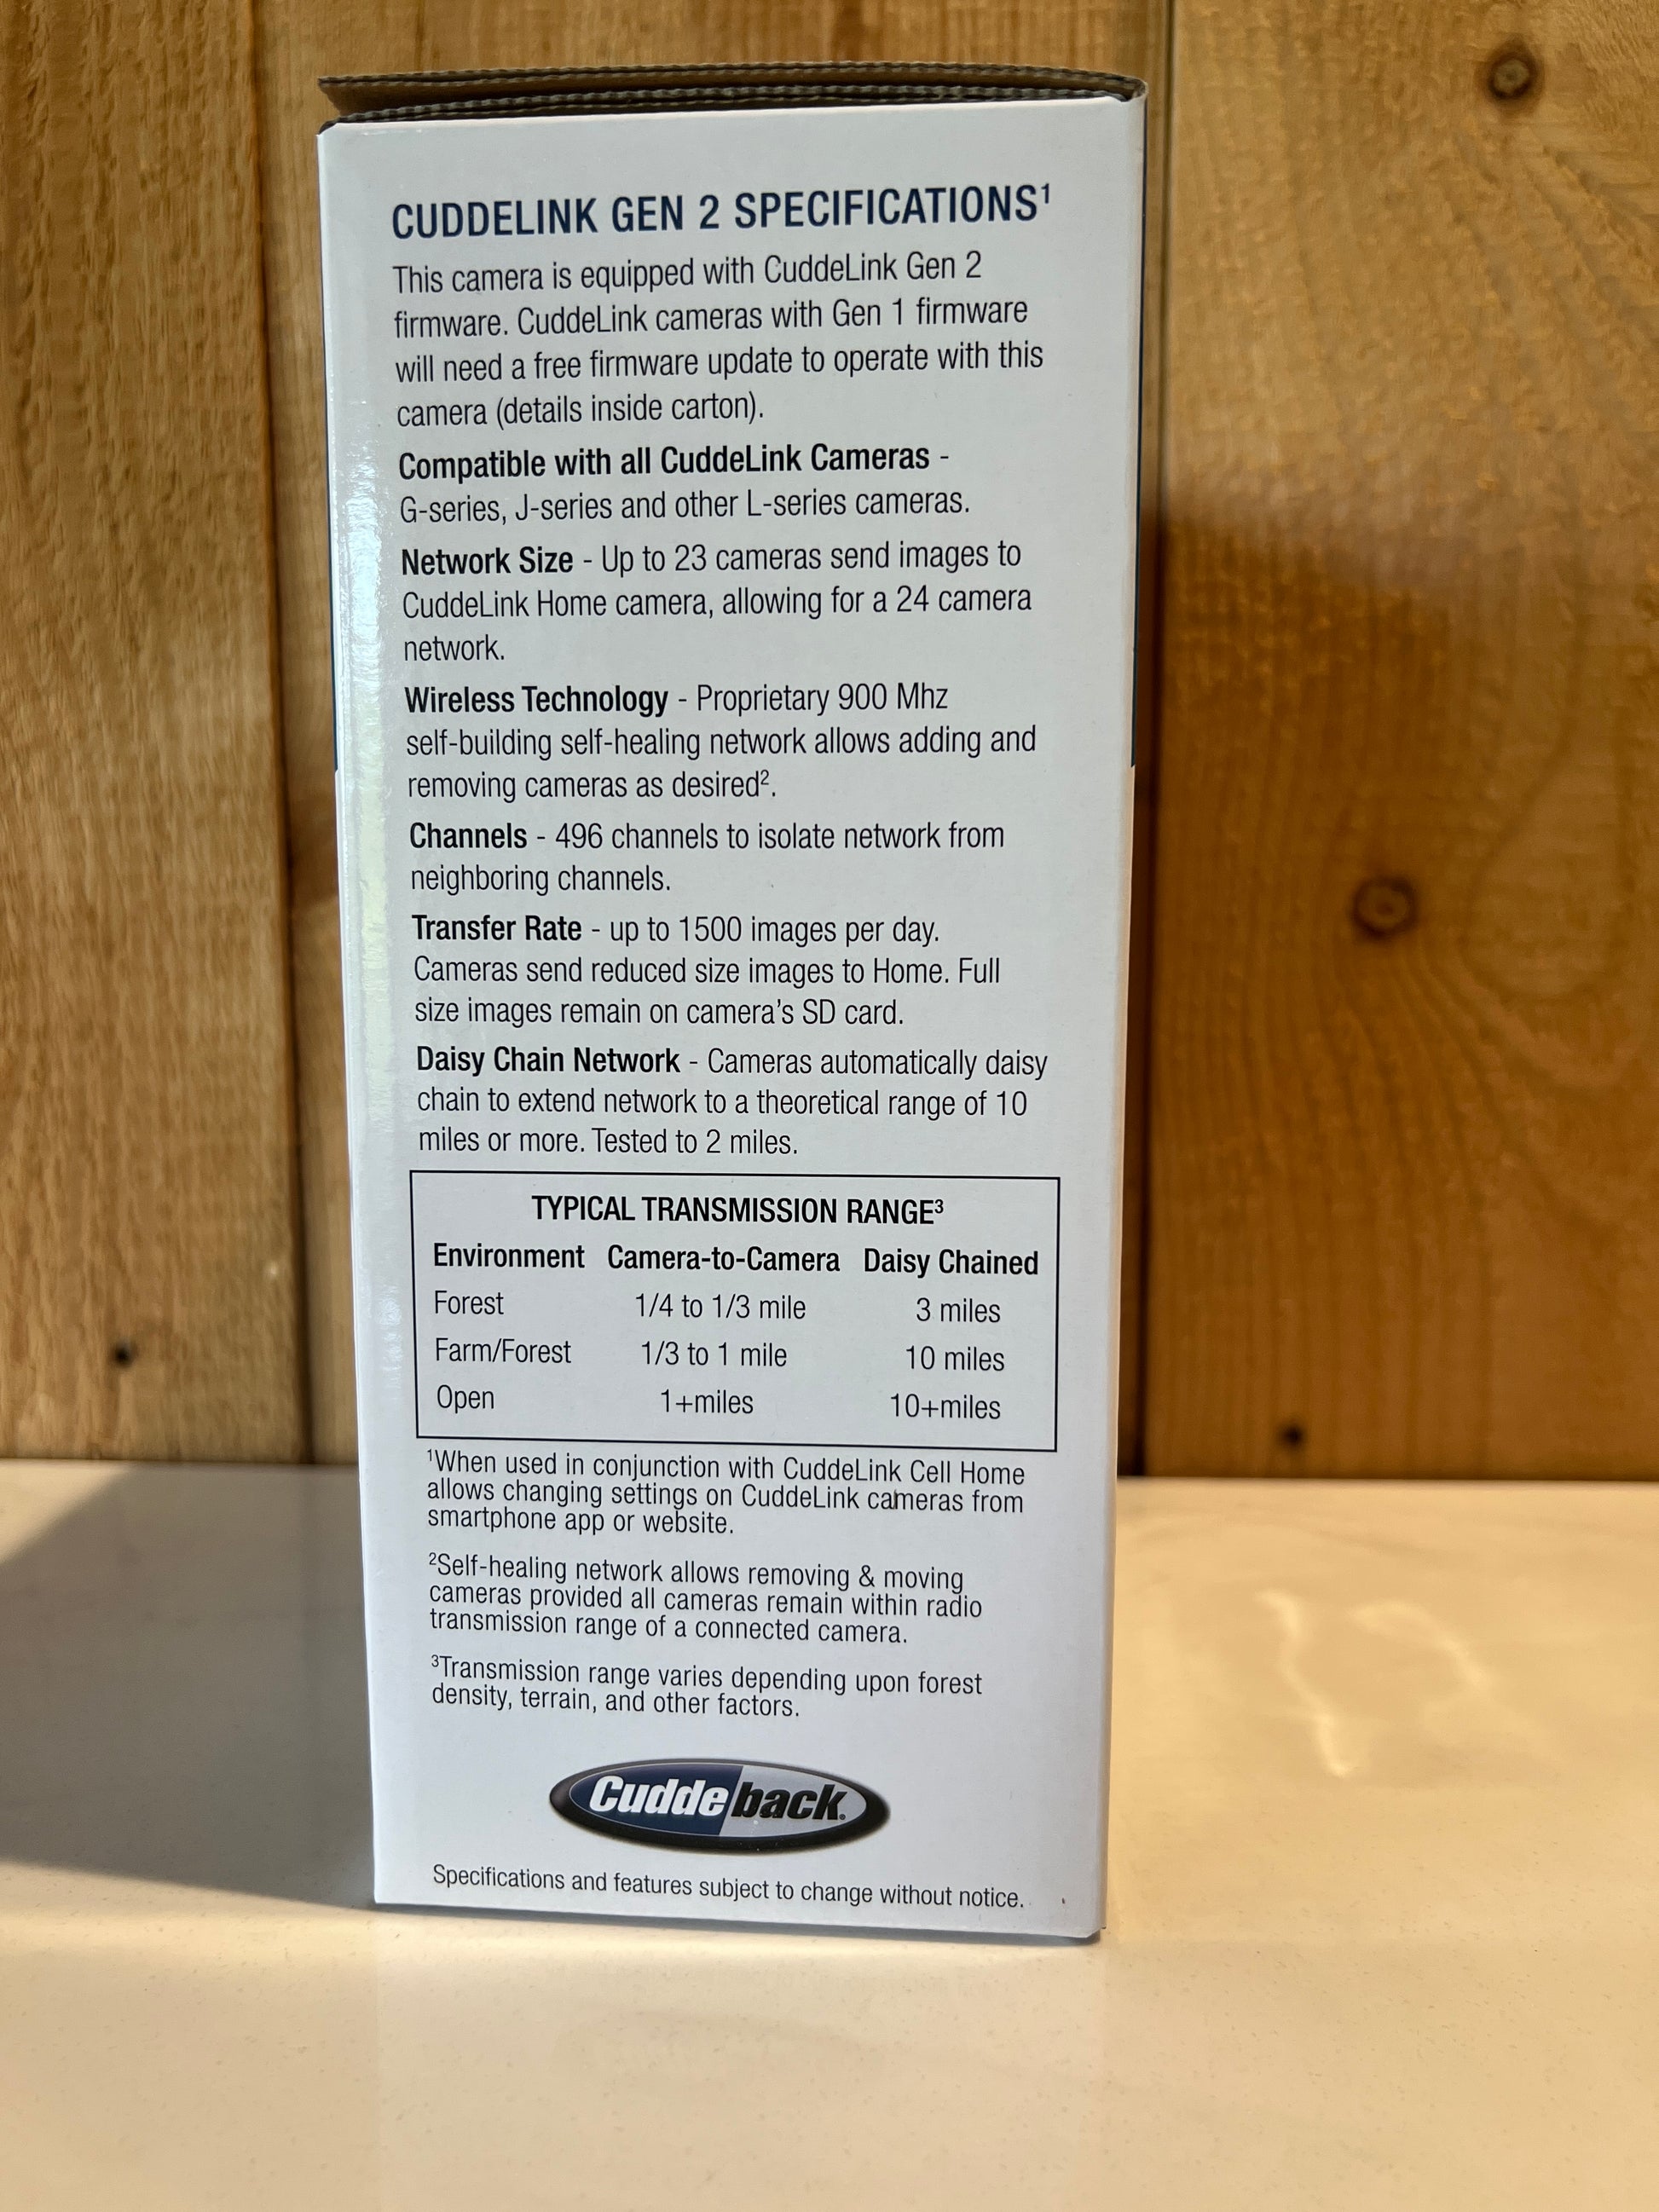 CUDDELINK GEN 2 SPECIFICATIONS¹
This camera is equipped with CuddeLink Gen 2
firmware. CuddeLink cameras with Gen 1 firmware
will need a free firmware update to operate with this
camera (details inside carton).
Compatible with all CuddeLink Cameras -
G-series, J-series and other L-series cameras.
Network Size - Up to 23 cameras send images to
CuddeLink Home camera, allowing for a 24 camera
network.
Wireless Technology - Proprietary 900 Mhz
self-building self-healing network allows adding and
removing cameras as desired².
Channels - 496 channels to isolate network from
neighboring channels.
Transfer Rate - up to 1500 images per day.
Cameras send reduced size images to Home. Full
size images remain on camera's SD card.
Daisy Chain Network - Cameras automatically daisy
chain to extend network to a theoretical range of 10
miles or more. Tested to 2 miles.
TYPICAL TRANSMISSION RANGE³
Environment Camera-to-Camera Daisy Chained
Forest 1/4 to 1/3 mile 3 miles
Farm/Forest 1/3 to 1 mile 10 miles
Open 1+miles 10+miles
¹When used in conjunction with CuddeLink Cell Home
allows changing settings on CuddeLink cameras from
smartphone app or website.
²Self-healing network allows removing & moving
cameras provided all cameras remain within radio
transmission range of a connected camera.
³Transmission range varies depending upon forest
density, terrain, and other factors.
Cuddeback®
Specifications and features subject to change without notice.